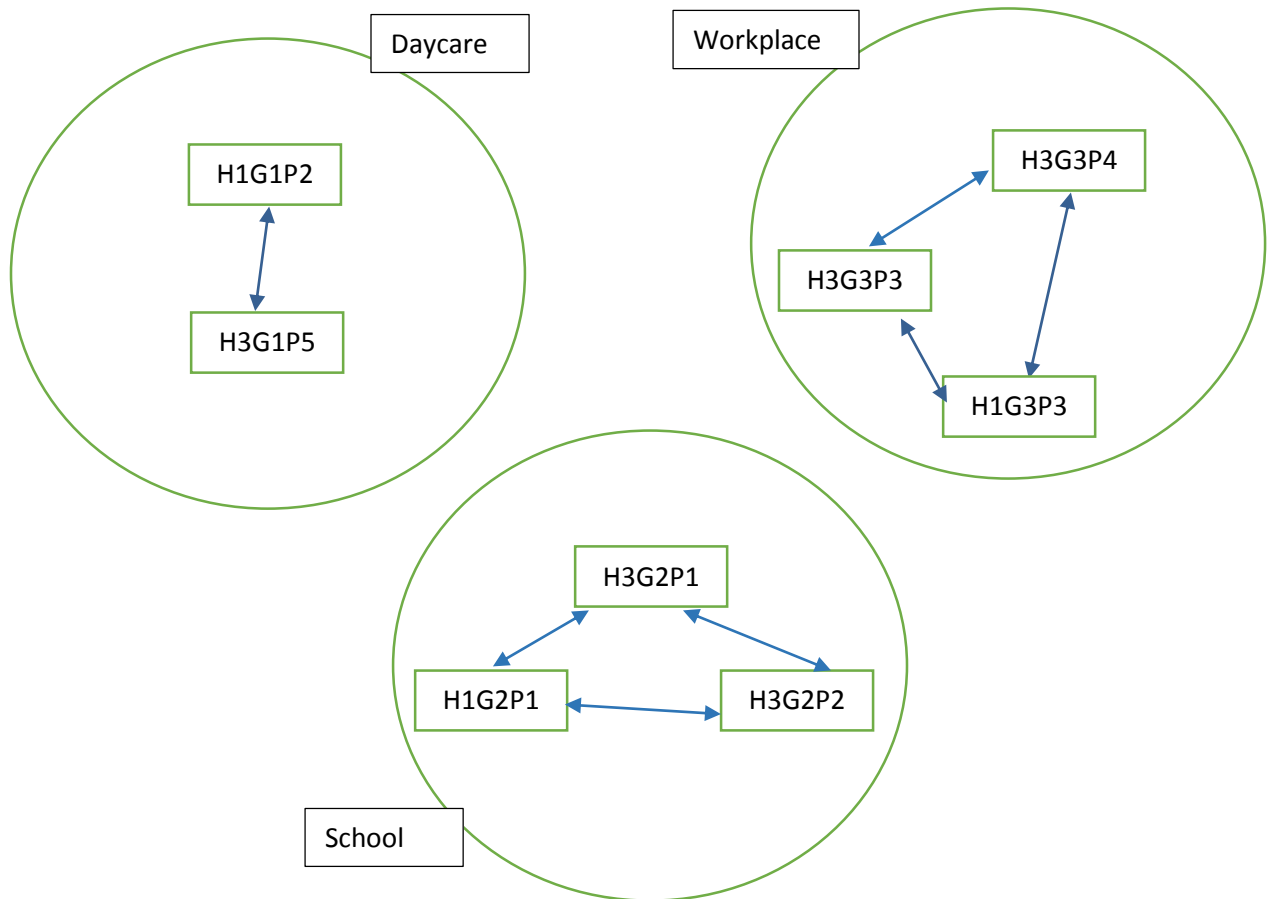 Daycare
Workplace
H1G1P2
H3G1P5
H3G3P4
H3G3P3
H1G3P3
H3G2P1
H1G2P1
H3G2P2
School